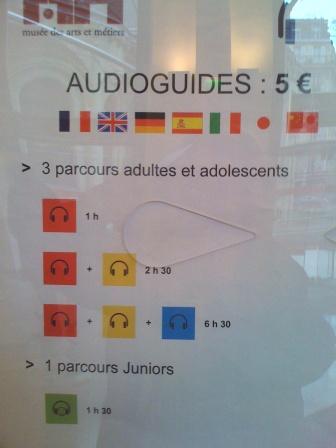 musée des arts et métiers
AUDIOGUIDES : 5 €
> 3 parcours adultes et adolescents
1 h
+ 2 h 30
+ + 6 h 30
> 1 parcours Juniors
1 h 30